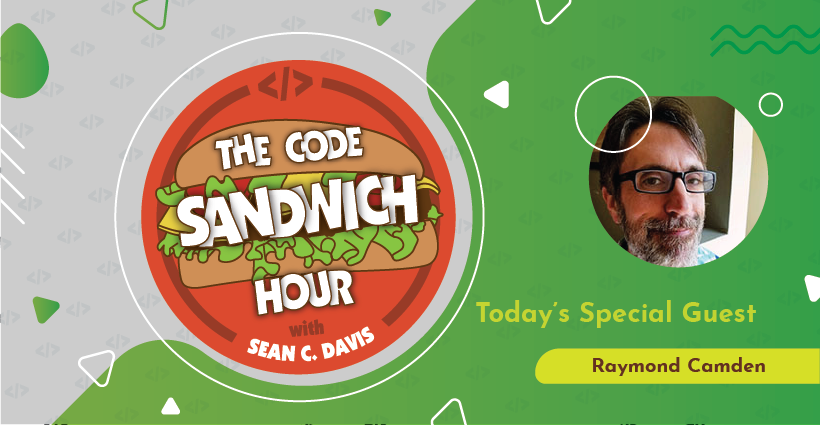 </>
THE CODE
SANDWICH
HOUR
with
SEAN C. DAVIS
Today's Special Guest
Raymond Camden